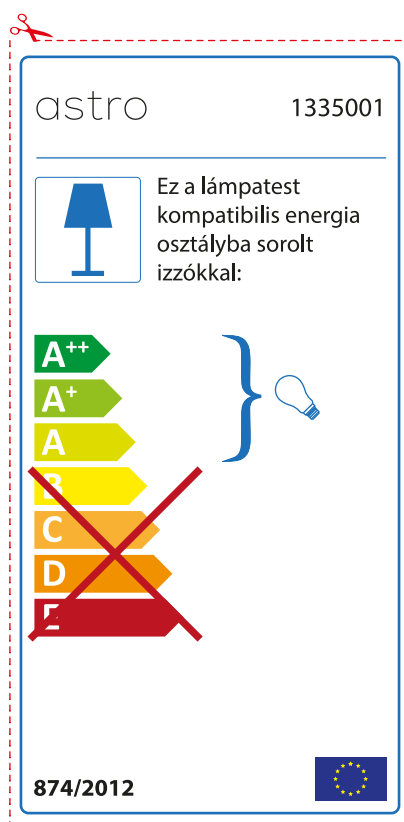 astro
1335001
Ez a lámpatest
kompatibilis energia
osztályba sorolt
izzókkal:
A++
A+
A
B
C
D
E
874/2012